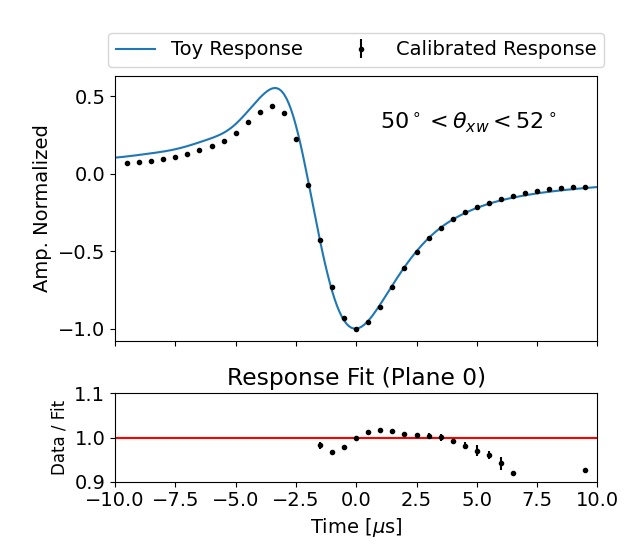 Toy Response
Calibrated Response
0.5
0.0
−0.5
−1.0
Amp. Normalized
50° < θxw < 52°
Response Fit (Plane 0)
1.1
1.0
0.9
Data / Fit
−10.0 −7.5 −5.0 −2.5 0.0 2.5 5.0 7.5 10.0
Time [μs]